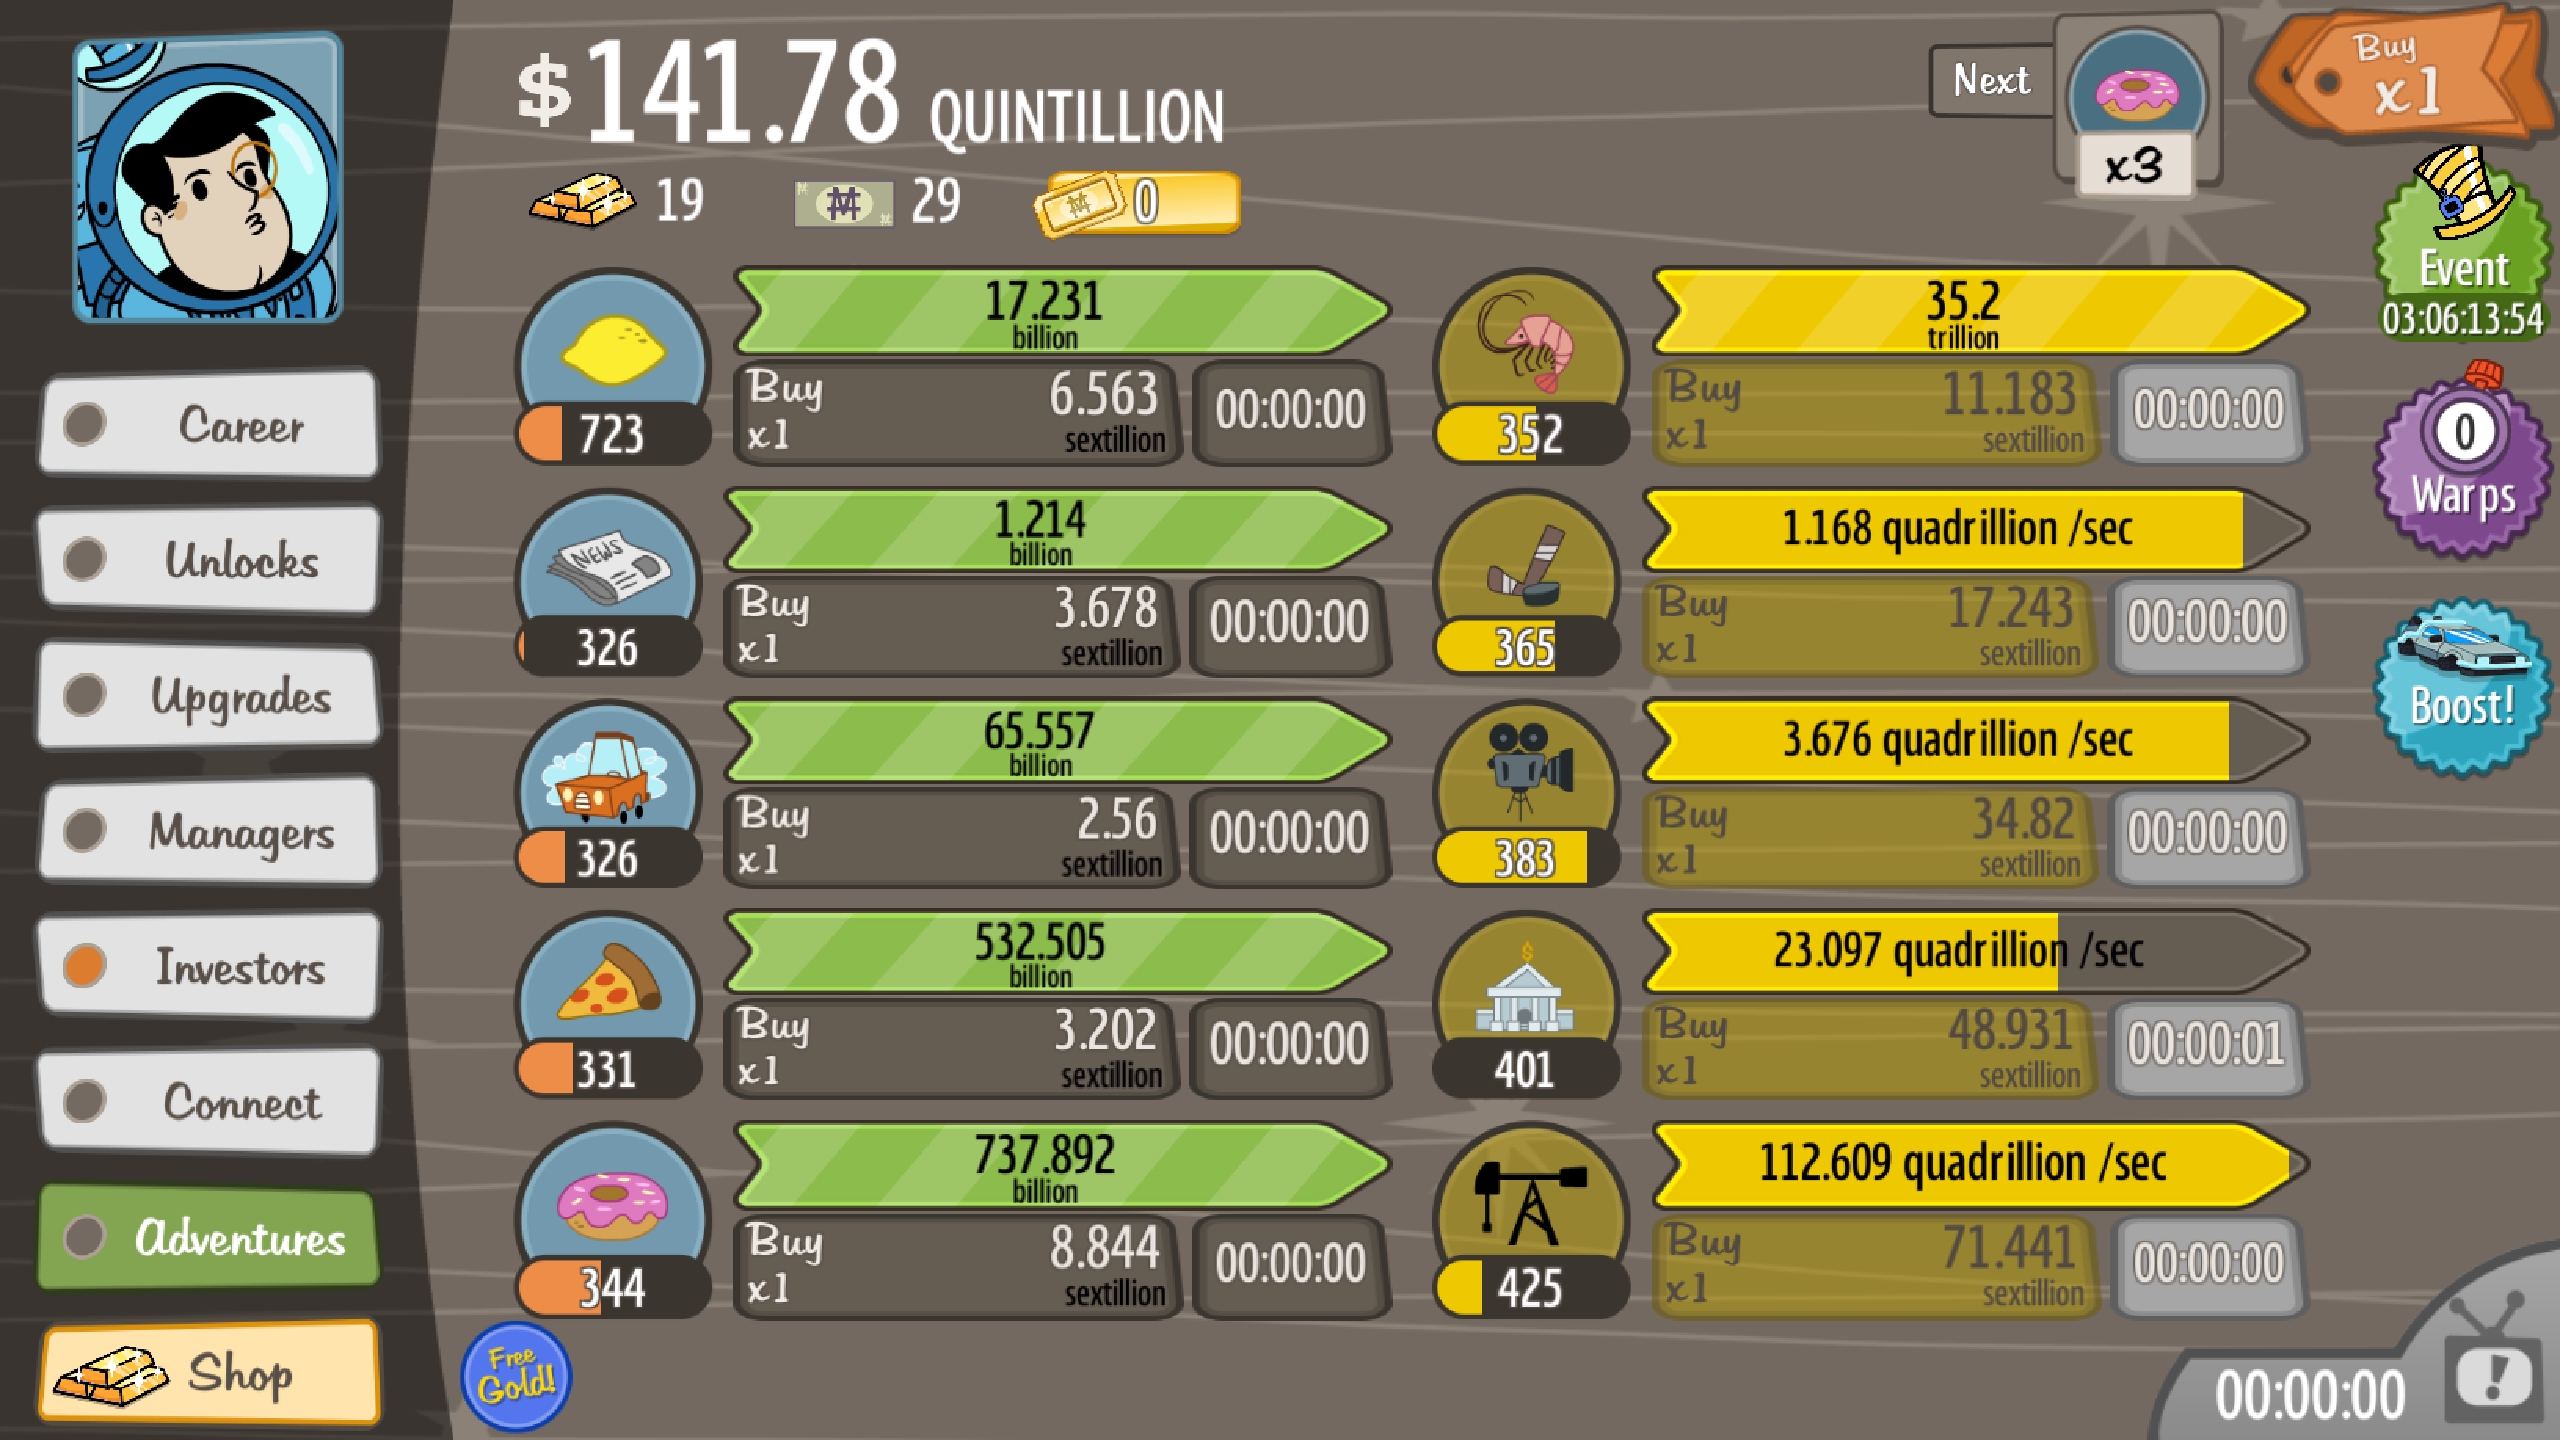 $141.78 QUINTILLION
19
29
0
Next
x3
Buy
x1
Event
03:06:13:54
0
Warps
Boost!
Career
Unlocks
Upgrades
Managers
Investors
Connect
Adventures
Shop
Free
Gold!
17.231
billion
723
Buy
x1
6.563
sextillion
00:00:00
NEWS
1.214
billion
326
Buy
x1
3.678
sextillion
00:00:00
65.557
billion
326
Buy
x1
2.56
sextillion
00:00:00
532.505
billion
331
Buy
x1
3.202
sextillion
00:00:00
737.892
billion
344
Buy
x1
8.844
sextillion
00:00:00
35.2
trillion
352
Buy
x1
11.183
sextillion
00:00:00
1.168 quadrillion /sec
365
Buy
x1
17.243
sextillion
00:00:00
3.676 quadrillion /sec
383
Buy
x1
34.82
sextillion
00:00:00
23.097 quadrillion /sec
401
Buy
x1
48.931
sextillion
00:00:01
112.609 quadrillion /sec
425
Buy
x1
71.441
sextillion
00:00:00
00:00:00
!